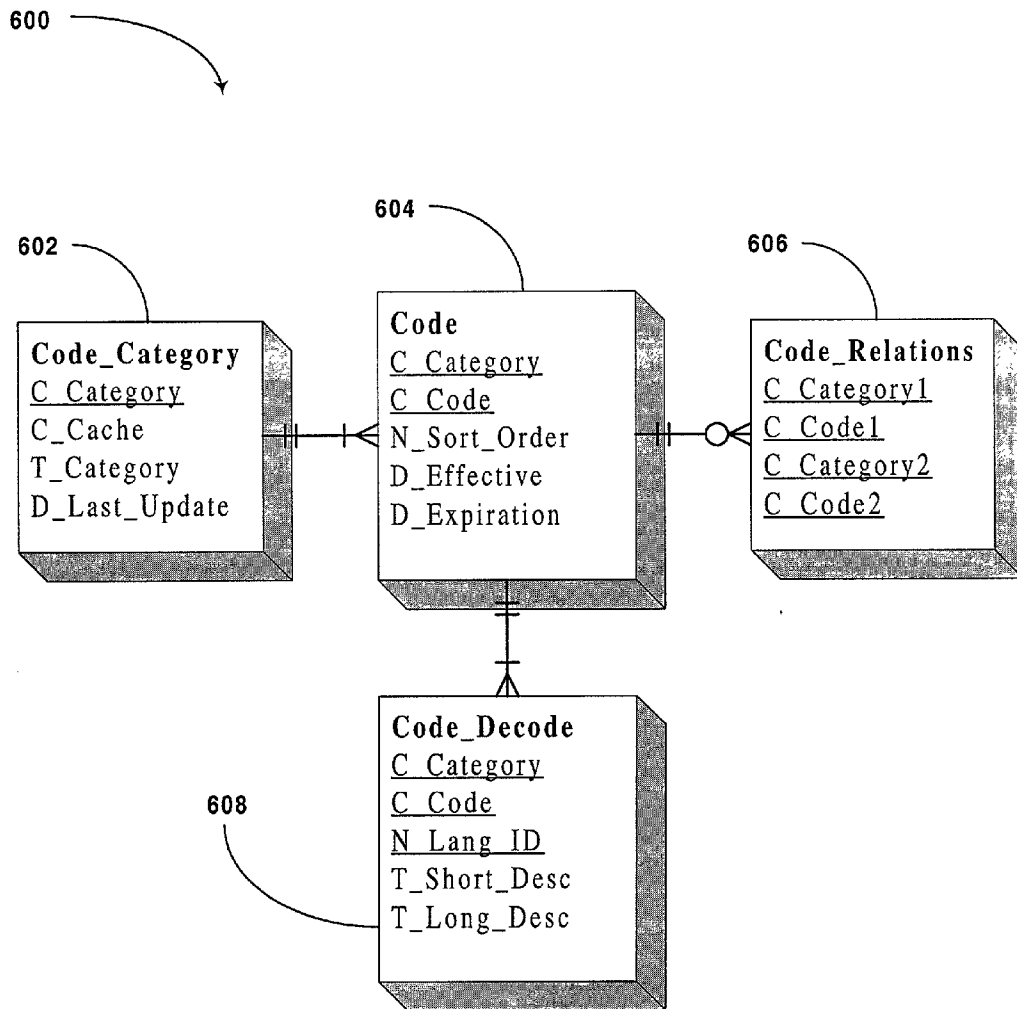 600
602
Code_Category
C_Category
C_Cache
T_Category
D_Last_Update
604
Code
C_Category
C_Code
N_Sort_Order
D_Effective
D_Expiration
606
Code_Relations
C_Category1
C_Code1
C_Category2
C_Code2
608
Code_Decode
C_Category
C_Code
N_Lang_ID
T_Short_Desc
T_Long_Desc